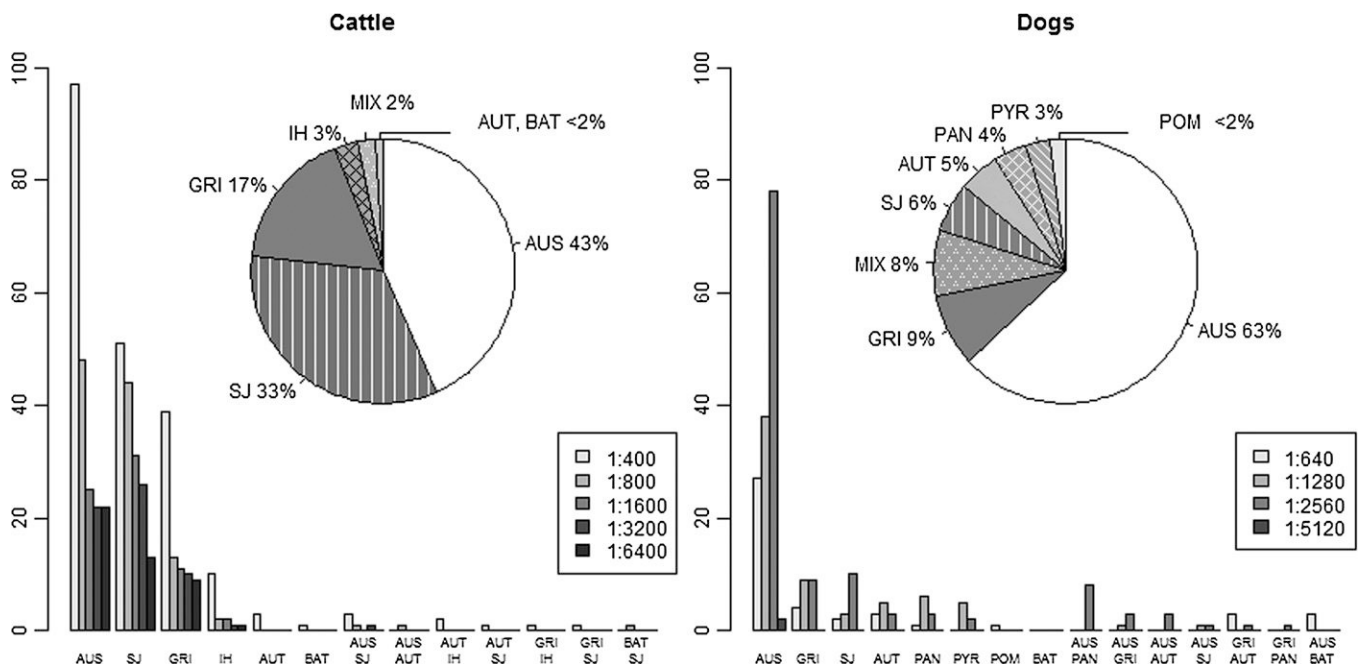 Cattle
100
80
60
40
20
0
MIX 2%
AUT, BAT <2%
IH 3%
GRI 17%
AUS 43%
SJ 33%
1:400
1:800
1:1600
1:3200
1:6400
AUS
SJ
GRI
IH
AUT
BAT
AUS
SJ
AUS
AUT
AUT
IH
AUT
SJ
GRI
IH
GRI
SJ
BAT
SJ
Dogs
100
80
60
40
20
0
PYR 3%
POM <2%
PAN 4%
AUT 5%
SJ 6%
MIX 8%
GRI 9%
AUS 63%
1:640
1:1280
1:2560
1:5120
AUS
GRI
SJ
AUT
PAN
PYR
POM
BAT
AUS
PAN
AUS
GRI
AUS
AUT
AUS
SJ
GRI
AUT
GRI
PAN
AUS
BAT